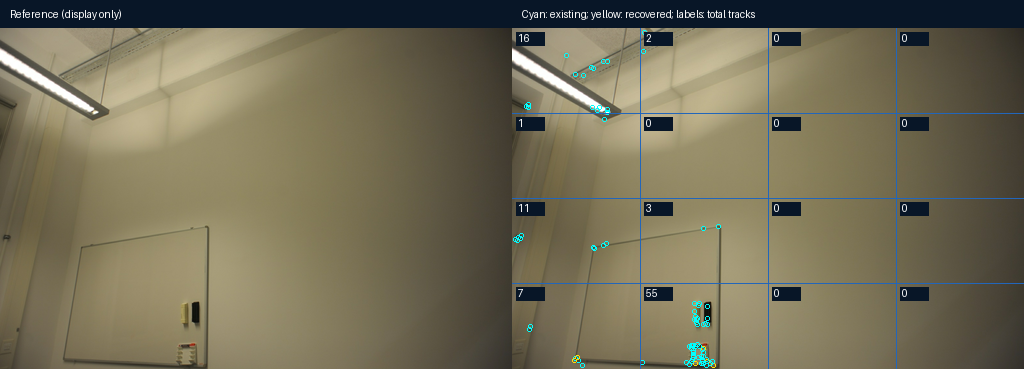 Reference (display only)
Cyan: existing; yellow: recovered; labels: total tracks
16 2 0 0
1 0 0 0
11 3 0 0
7 55 0 0